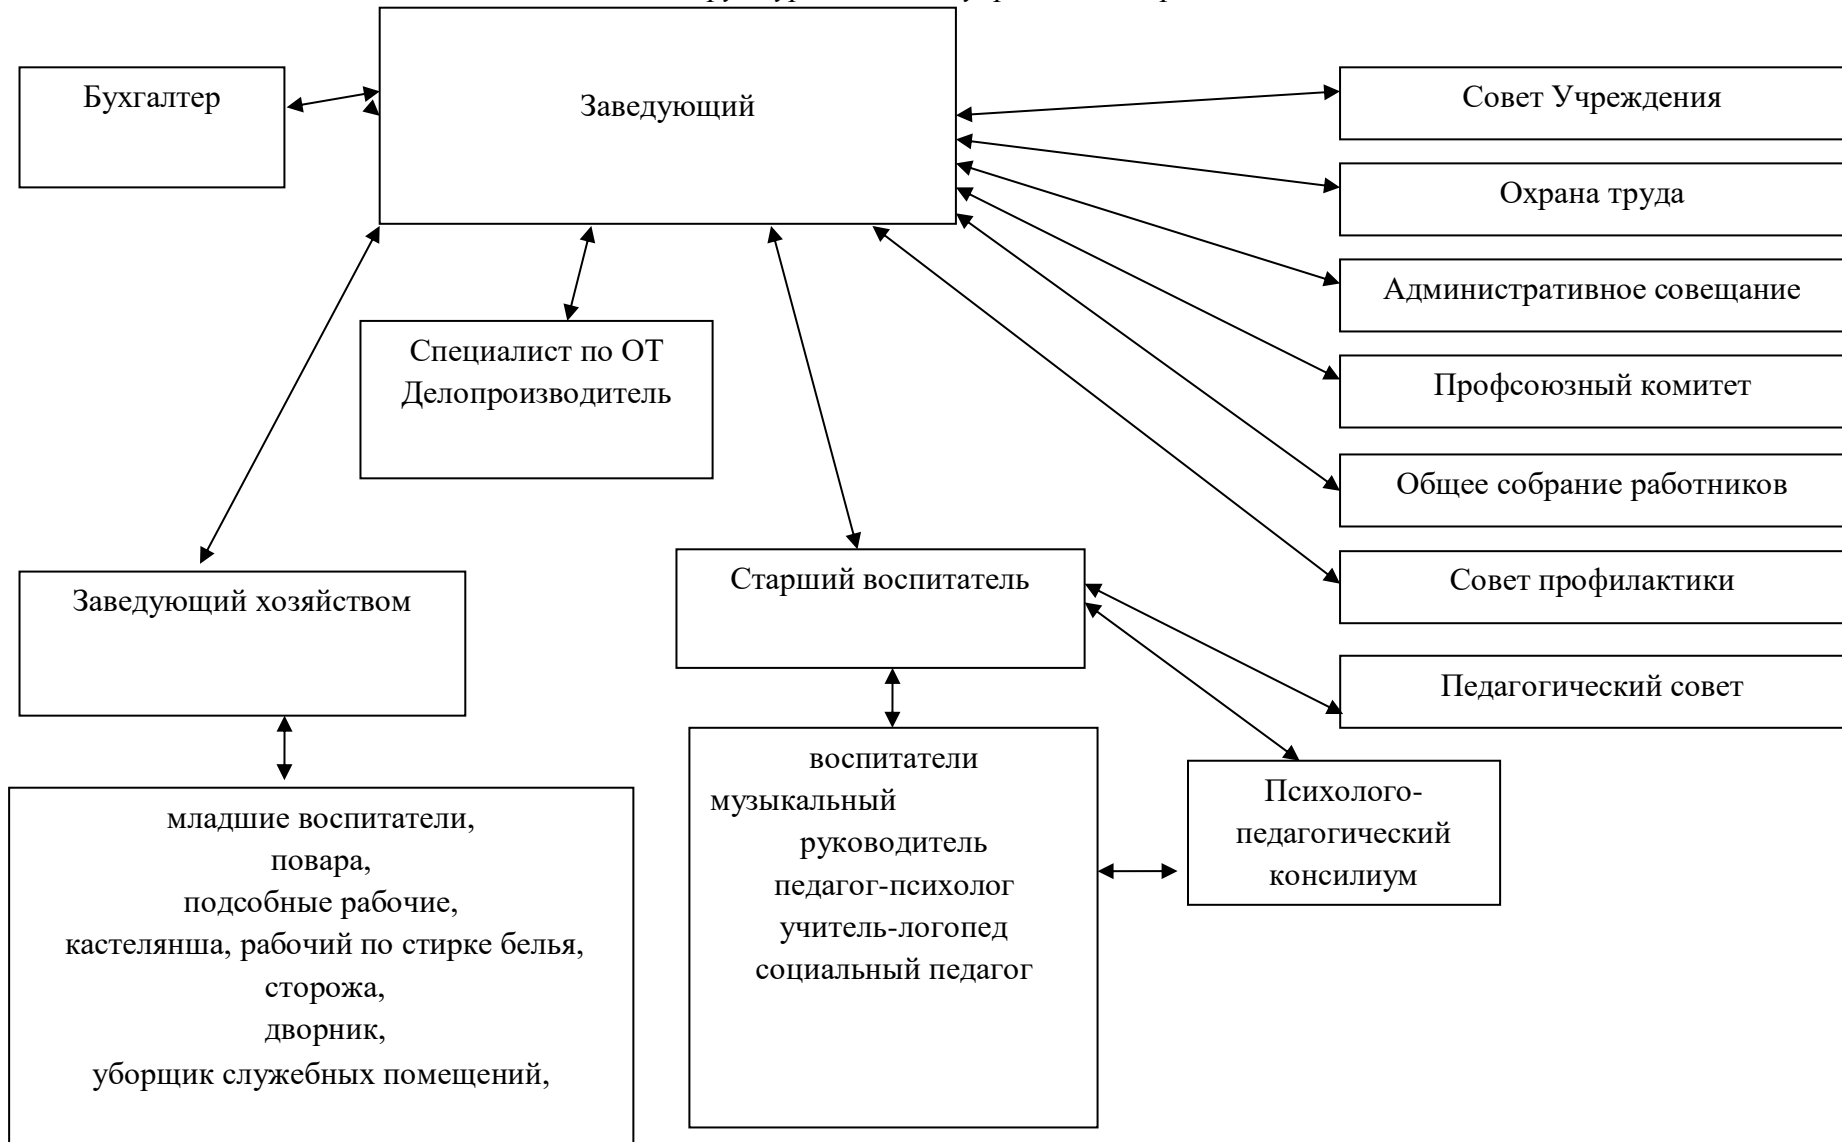 Бухгалтер
Заведующий
Совет Учреждения
Охрана труда
Административное совещание
Профсоюзный комитет
Общее собрание работников
Совет профилактики
Педагогический совет
Специалист по ОТ
Делопроизводитель
Заведующий хозяйством
Старший воспитатель
младшие воспитатели,
повара,
подсобные рабочие,
кастелянша, рабочий по стирке белья,
сторожа,
дворник,
уборщик служебных помещений,
воспитатели
музыкальный
руководитель
педагог-психолог
учитель-логопед
социальный педагог
Психолого-
педагогический
консилиум